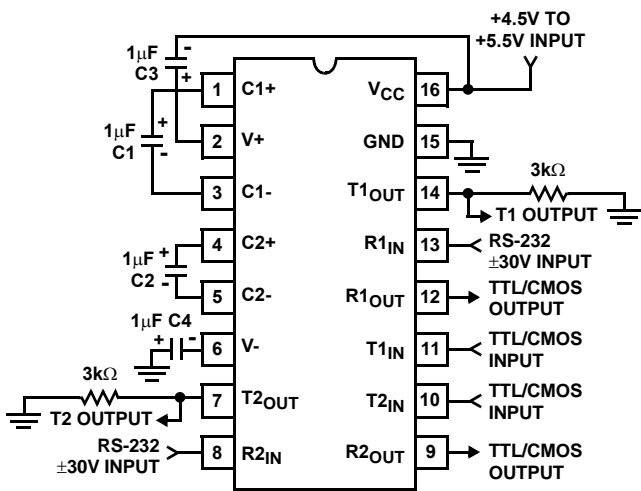 +4.5V TO
+5.5V INPUT
1µF
C3
-
+
1
C1+
VCC
16
1µF
C1
+
-
2
V+
GND
15
3
C1-
T1OUT
14
3kΩ
T1 OUTPUT
4
C2+
R1IN
13
RS-232
±30V INPUT
1µF
C2
+
-
5
C2-
R1OUT
12
TTL/CMOS
OUTPUT
1µF C4
+
-
6
V-
T1IN
11
TTL/CMOS
INPUT
3kΩ
T2 OUTPUT
7
T2OUT
T2IN
10
TTL/CMOS
INPUT
RS-232
±30V INPUT
8
R2IN
R2OUT
9
TTL/CMOS
OUTPUT